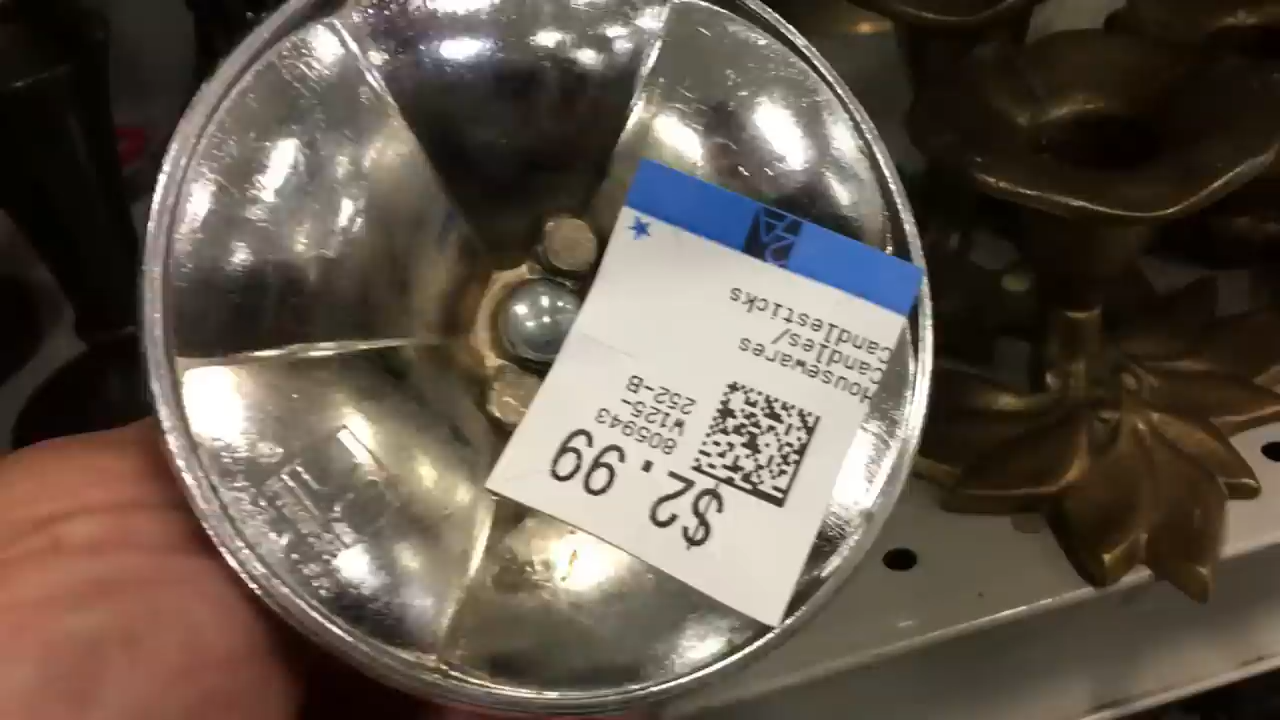 Housewares
Candles/
Candlesticks
805943
W125-
252-B
$2.99